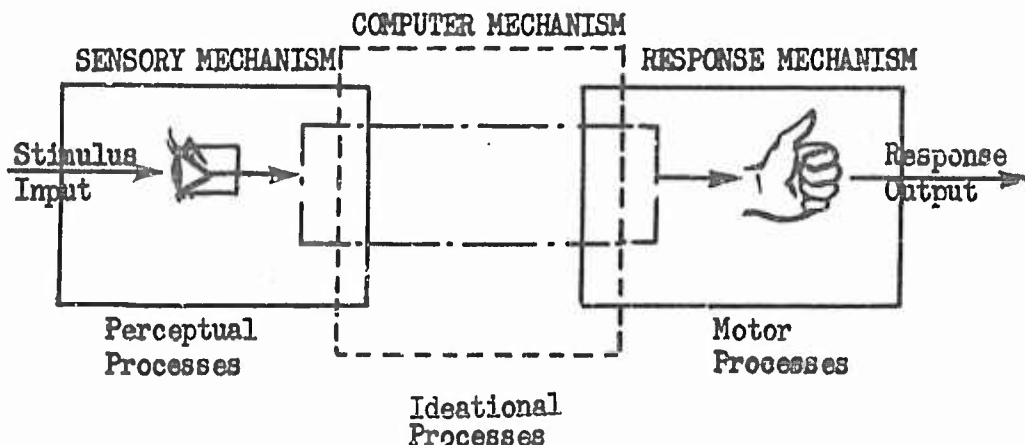 COMPUTER MECHANISM
SENSORY MECHANISM
RESPONSE MECHANISM
Stimulus
Input
Response
Output
Perceptual
Processes
Motor
Processes
Ideational
Processes